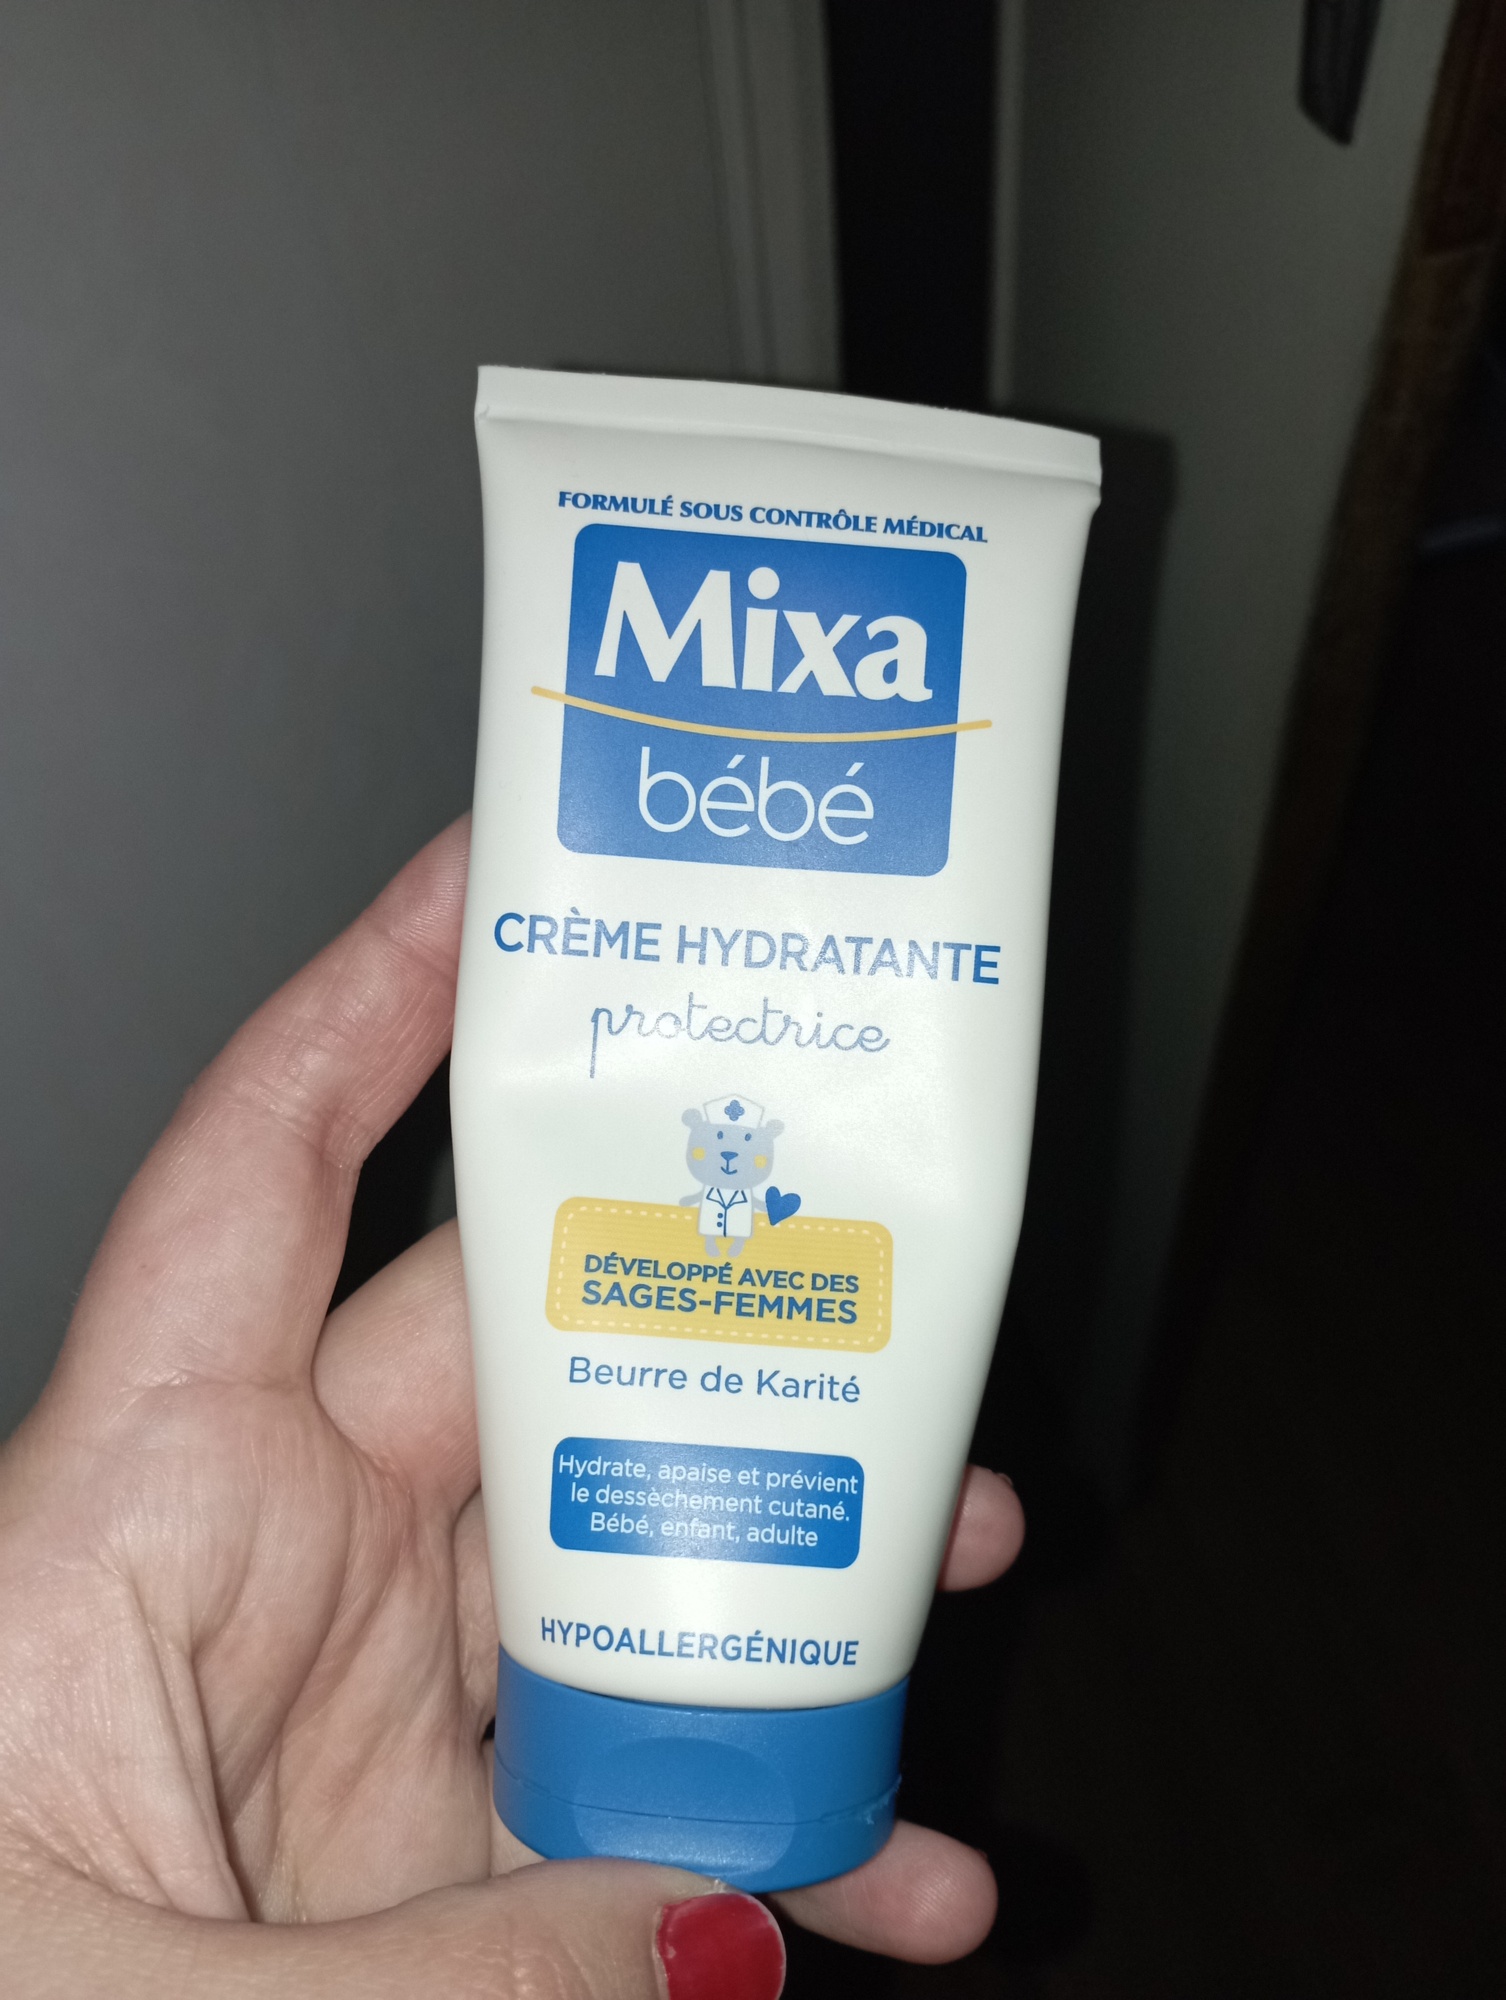 FORMULÉ SOUS CONTRÔLE MÉDICAL
Mixa
bébé
CRÈME HYDRATANTE
protectrice
DÉVELOPPÉ AVEC DES
SAGES-FEMMES
Beurre de Karité
Hydrate, apaise et prévient
le dessèchement cutané.
Bébé, enfant, adulte
HYPOALLERGÉNIQUE